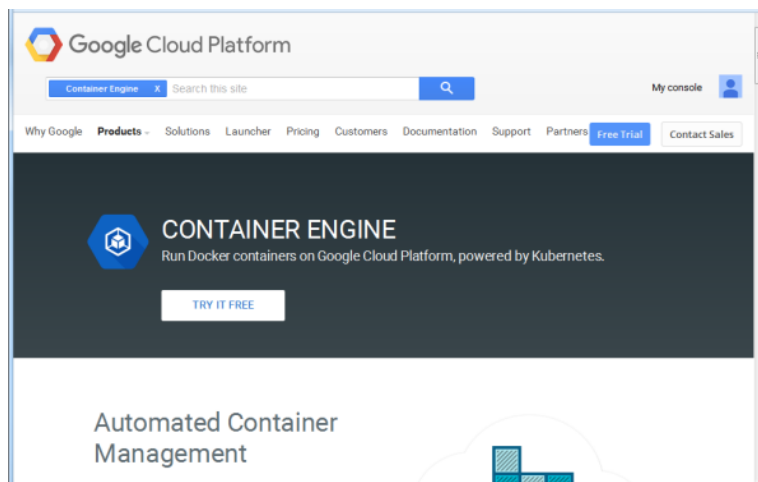 Google Cloud Platform
Container Engine X Search this site
My console
Why Google Products Solutions Launcher Pricing Customers Documentation Support Partners Free Trial Contact Sales
CONTAINER ENGINE
Run Docker containers on Google Cloud Platform, powered by Kubernetes.
TRY IT FREE
Automated Container
Management